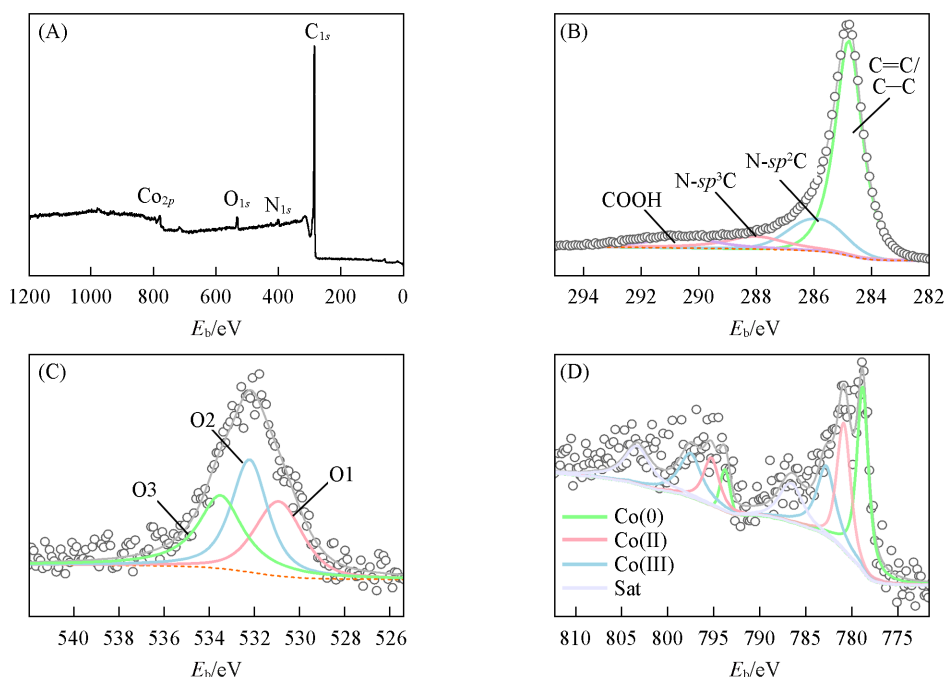 (A)
C1s
Co2p
O1s
N1s
1200 1000 800 600 400 200 0
Eb/eV
(B)
C=C/
C—C
N-sp²C
N-sp³C
COOH
294 292 290 288 286 284 282
Eb/eV
(C)
O2
O3
O1
540 538 536 534 532 530 528 526
Eb/eV
(D)
Co(0)
Co(II)
Co(III)
Sat
810 805 800 795 790 785 780 775
Eb/eV